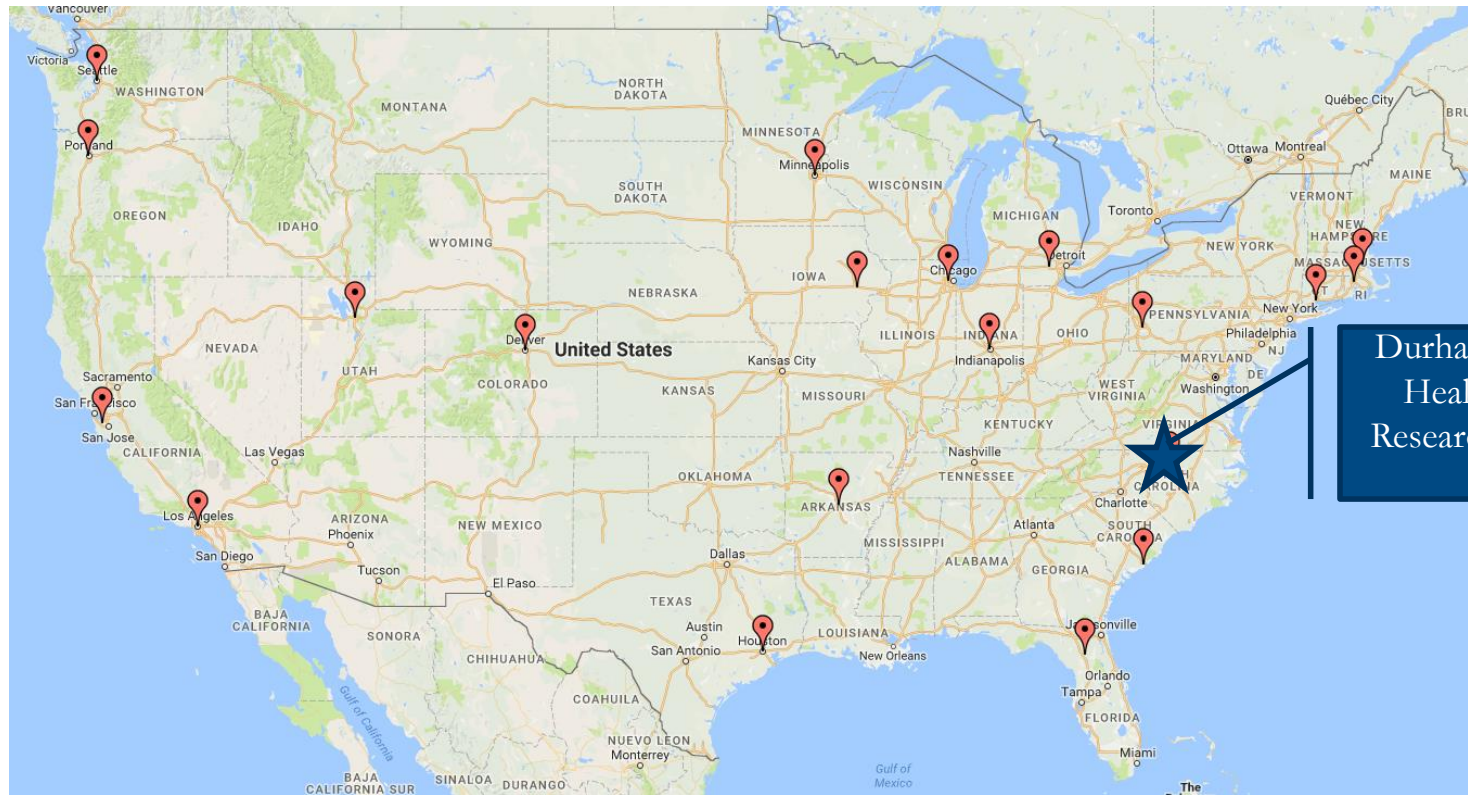 Vancouver
Victoria
Seattle
WASHINGTON
NORTH
DAKOTA
MONTANA
Québec City
MINNESOTA
Ottawa
Montreal
Portland
Minneapolis
MAINE
WISCONSIN
SOUTH
DAKOTA
VERMONT
OREGON
IDAHO
MICHIGAN
Toronto
WYOMING
NEW YORK
NEW
HAMPSHIRE
Detroit
MASSACHUSETTS
Chicago
IOWA
NEBRASKA
RI
PENNSYLVANIA
New York
ILLINOIS
INDIANA
OHIO
Philadelphia
NEVADA
Denver
United States
NJ
UTAH
Indianapolis
Kansas City
MARYLAND
Sacramento
COLORADO
WEST
VIRGINIA
DE
Washington
San Francisco
KANSAS
MISSOURI
San Jose
KENTUCKY
VIRGINIA
CALIFORNIA
Las Vegas
Nashville
OKLAHOMA
TENNESSEE
CAROLINA
Charlotte
ARKANSAS
Los Angeles
ARIZONA
NEW MEXICO
Phoenix
Atlanta
SOUTH
CAROLINA
MISSISSIPPI
San Diego
Dallas
ALABAMA
GEORGIA
Tucson
El Paso
TEXAS
BAJA
CALIFORNIA
SONORA
Austin
Houston
LOUISIANA
Jacksonville
San Antonio
New Orleans
CHIHUAHUA
Orlando
Tampa
COAHUILA
FLORIDA
Gulf of California
NUEVO LEON
Monterrey
Miami
Gulf of
Mexico
BAJA
CALIFORNIA SUR
SINALOA
DURANGO
The
Durha
Heal
Resear